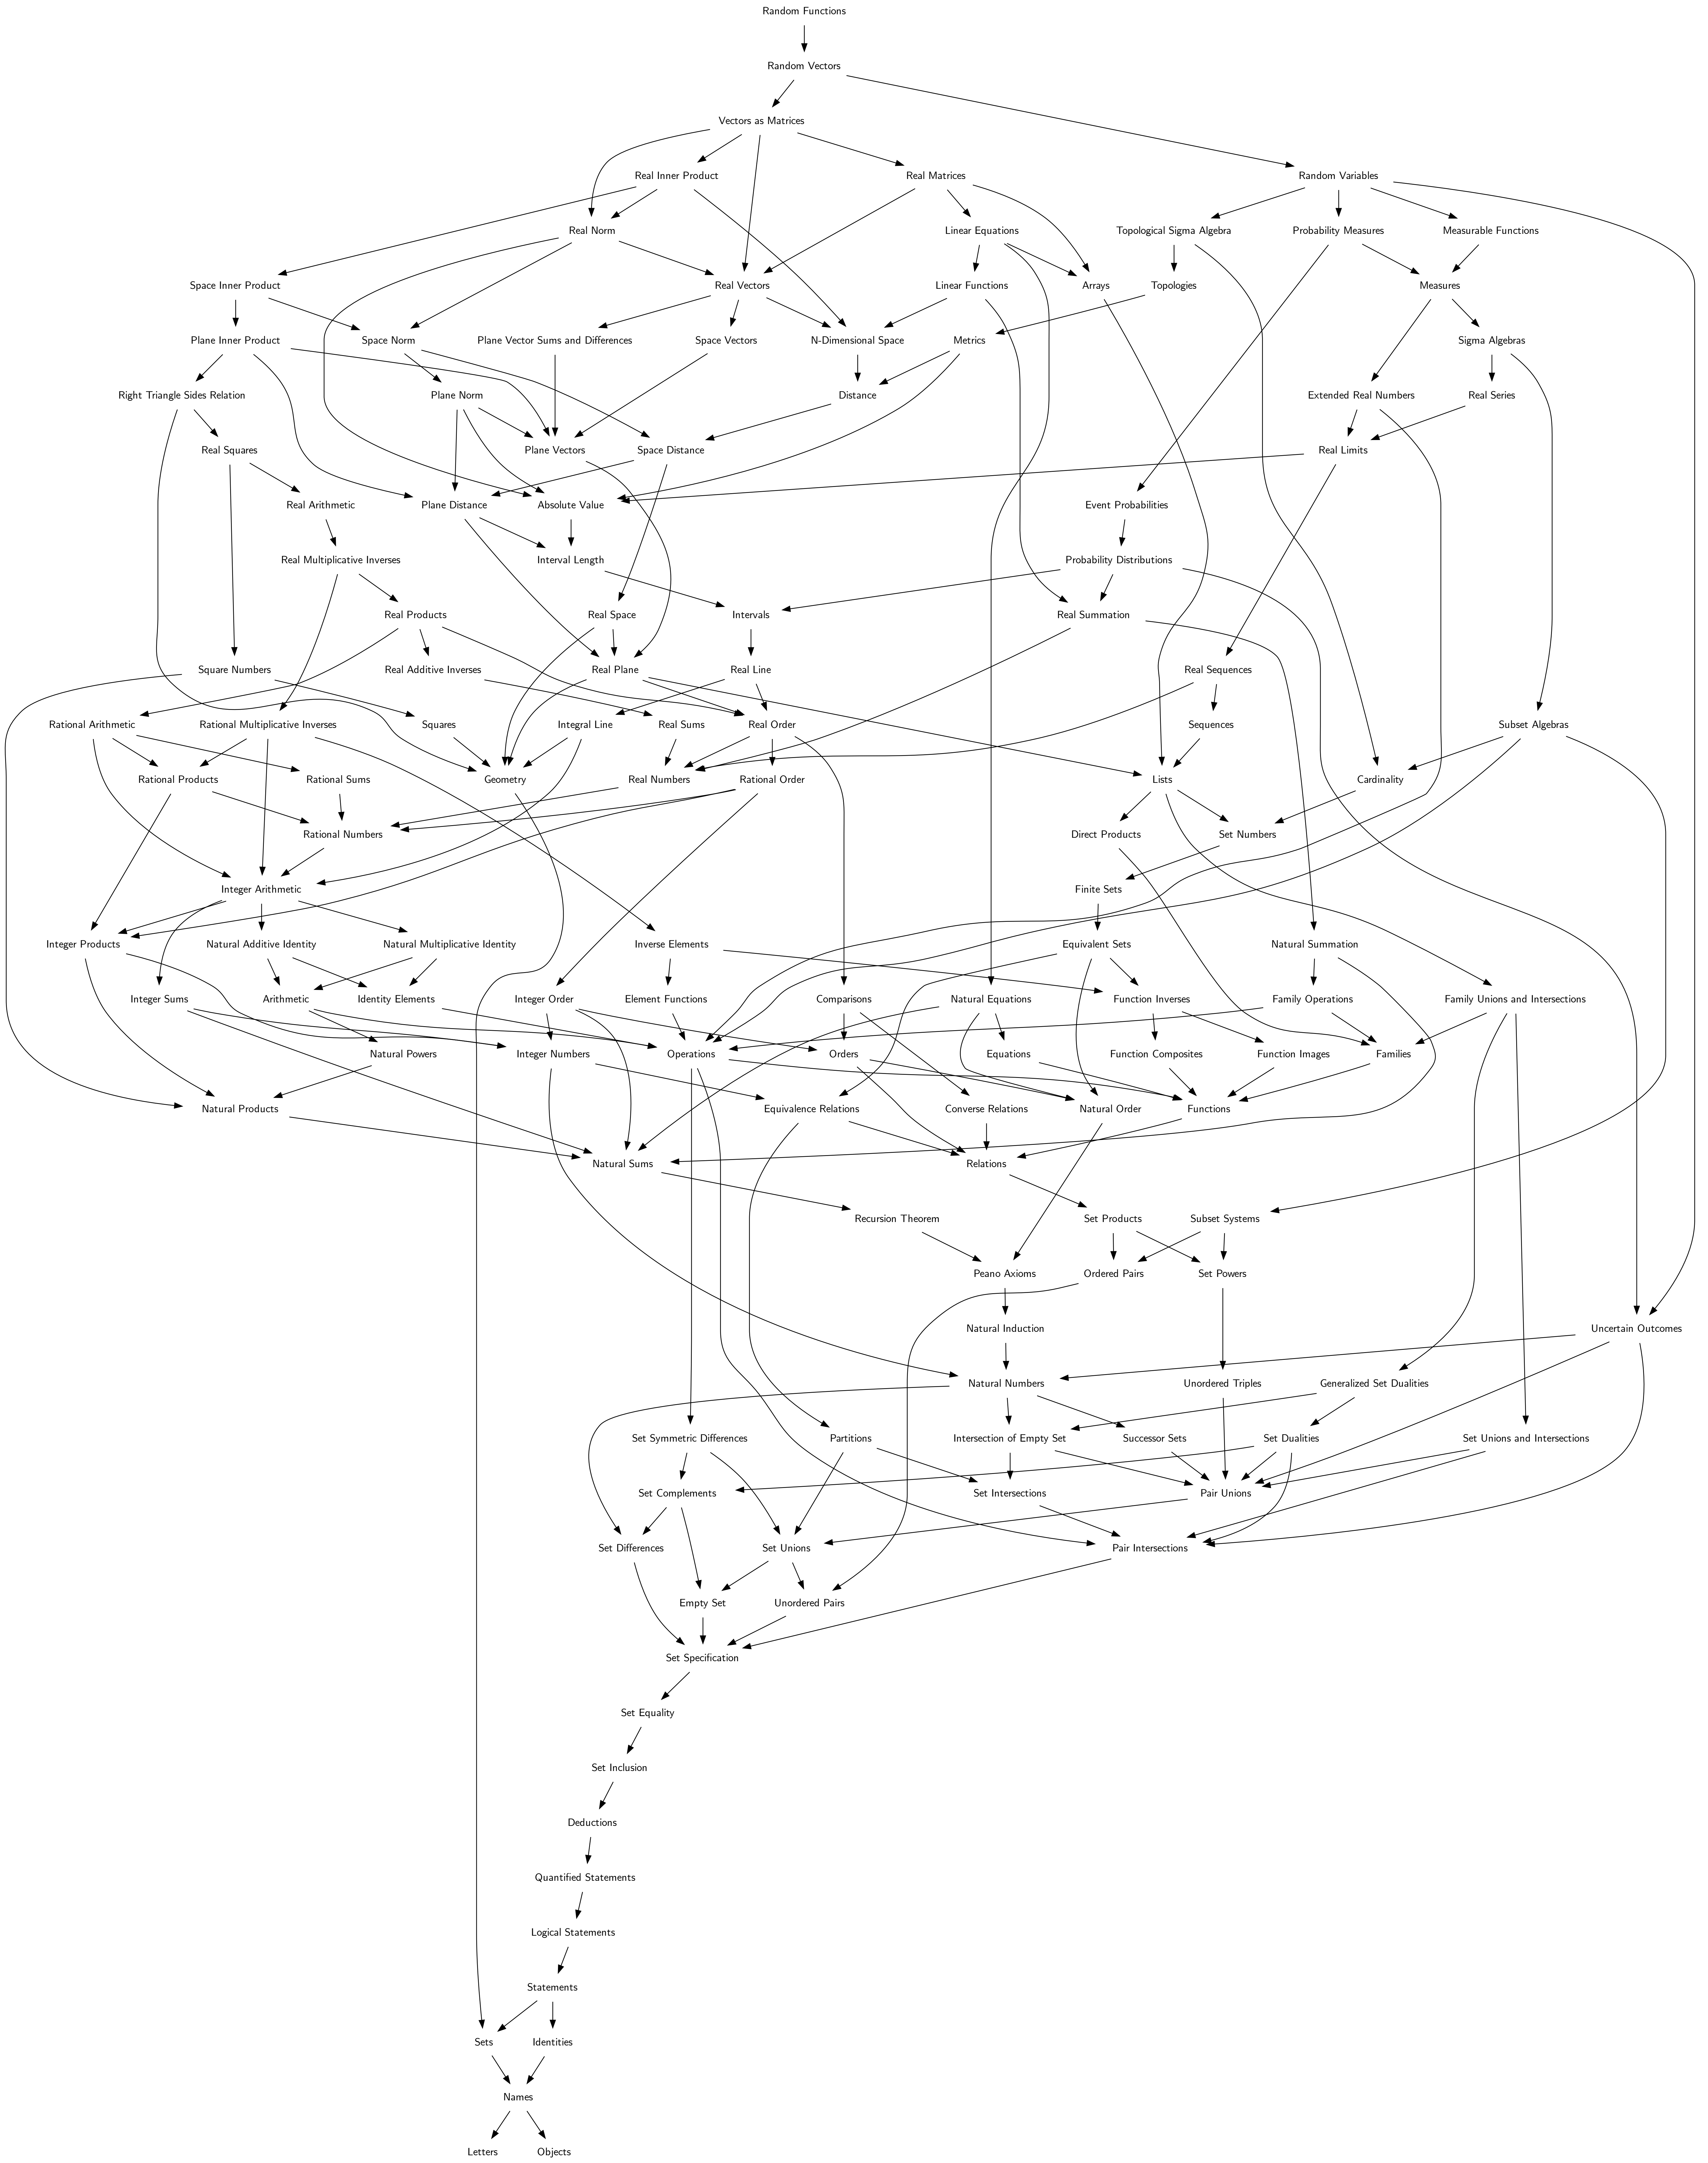 Random Functions
Random Vectors
Vectors as Matrices
Real Inner Product
Real Matrices
Random Variables
Real Norm
Linear Equations
Topological Sigma Algebra
Probability Measures
Measurable Functions
Space Inner Product
Real Vectors
Linear Functions
Arrays
Topologies
Measures
Plane Inner Product
Space Norm
Plane Vector Sums and Differences
Space Vectors
N-Dimensional Space
Metrics
Sigma Algebras
Right Triangle Sides Relation
Plane Norm
Distance
Extended Real Numbers
Real Series
Real Squares
Plane Vectors
Space Distance
Real Limits
Real Arithmetic
Plane Distance
Absolute Value
Event Probabilities
Real Multiplicative Inverses
Interval Length
Probability Distributions
Real Products
Real Space
Intervals
Real Summation
Square Numbers
Real Additive Inverses
Real Plane
Real Line
Real Sequences
Rational Arithmetic
Rational Multiplicative Inverses
Squares
Integral Line
Real Sums
Real Order
Sequences
Subset Algebras
Rational Products
Rational Sums
Geometry
Real Numbers
Rational Order
Lists
Cardinality
Rational Numbers
Direct Products
Set Numbers
Integer Arithmetic
Finite Sets
Integer Products
Natural Additive Identity
Natural Multiplicative Identity
Inverse Elements
Equivalent Sets
Natural Summation
Integer Sums
Arithmetic
Identity Elements
Integer Order
Element Functions
Comparisons
Natural Equations
Function Inverses
Family Operations
Family Unions and Intersections
Natural Powers
Integer Numbers
Operations
Orders
Equations
Function Composites
Function Images
Families
Natural Products
Equivalence Relations
Converse Relations
Natural Order
Functions
Natural Sums
Relations
Recursion Theorem
Set Products
Subset Systems
Peano Axioms
Ordered Pairs
Set Powers
Natural Induction
Uncertain Outcomes
Natural Numbers
Unordered Triples
Generalized Set Dualities
Set Symmetric Differences
Partitions
Intersection of Empty Set
Successor Sets
Set Dualities
Set Unions and Intersections
Set Complements
Set Intersections
Pair Unions
Set Differences
Set Unions
Pair Intersections
Empty Set
Unordered Pairs
Set Specification
Set Equality
Set Inclusion
Deductions
Quantified Statements
Logical Statements
Statements
Sets
Identities
Names
Letters
Objects